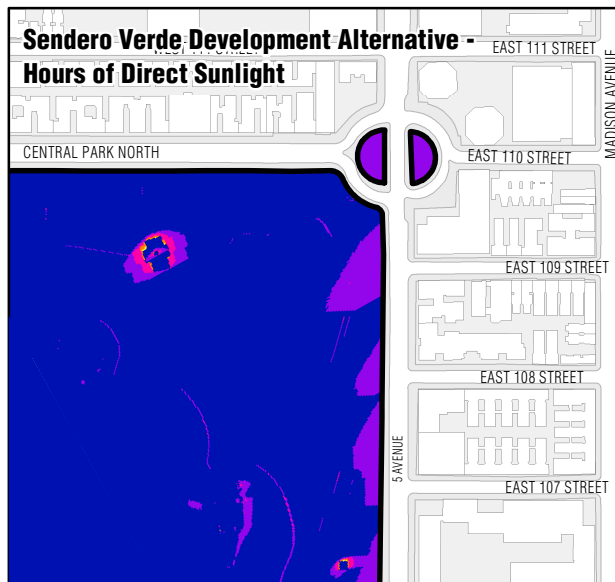 Sendero Verde Development Alternative -
Hours of Direct Sunlight
EAST 111 STREET
MADISON AVENUE
CENTRAL PARK NORTH
EAST 110 STREET
EAST 109 STREET
EAST 108 STREET
5 AVENUE
EAST 107 STREET